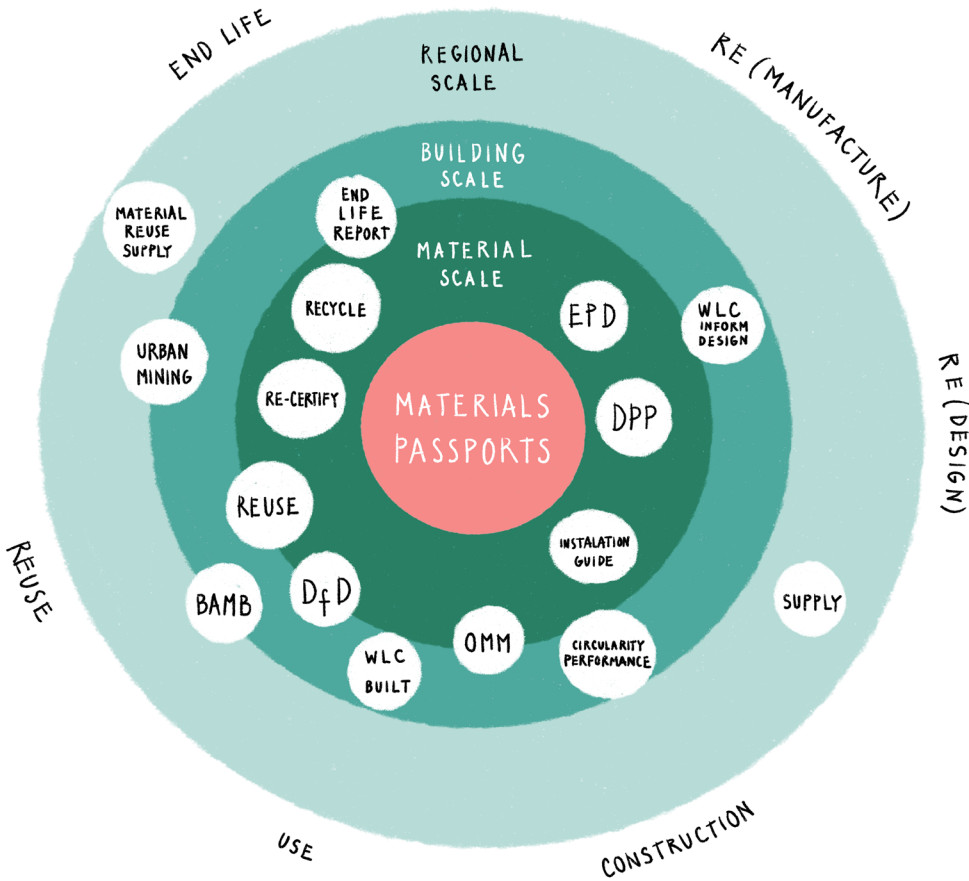 END LIFE
RE (MANUFACTURE)
REGIONAL
SCALE
BUILDING
SCALE
END
LIFE
REPORT
MATERIAL
REUSE
SUPPLY
MATERIAL
SCALE
RECYCLE
EPD
WLC
INFORM
DESIGN
URBAN
MINING
RE-CERTIFY
MATERIALS
PASSPORTS
DPP
RE (DESIGN)
REUSE
INSTALATION
GUIDE
REUSE
BAMB
DfD
SUPPLY
OMM
CIRCULARITY
PERFORMANCE
WLC
BUILT
USE
CONSTRUCTION